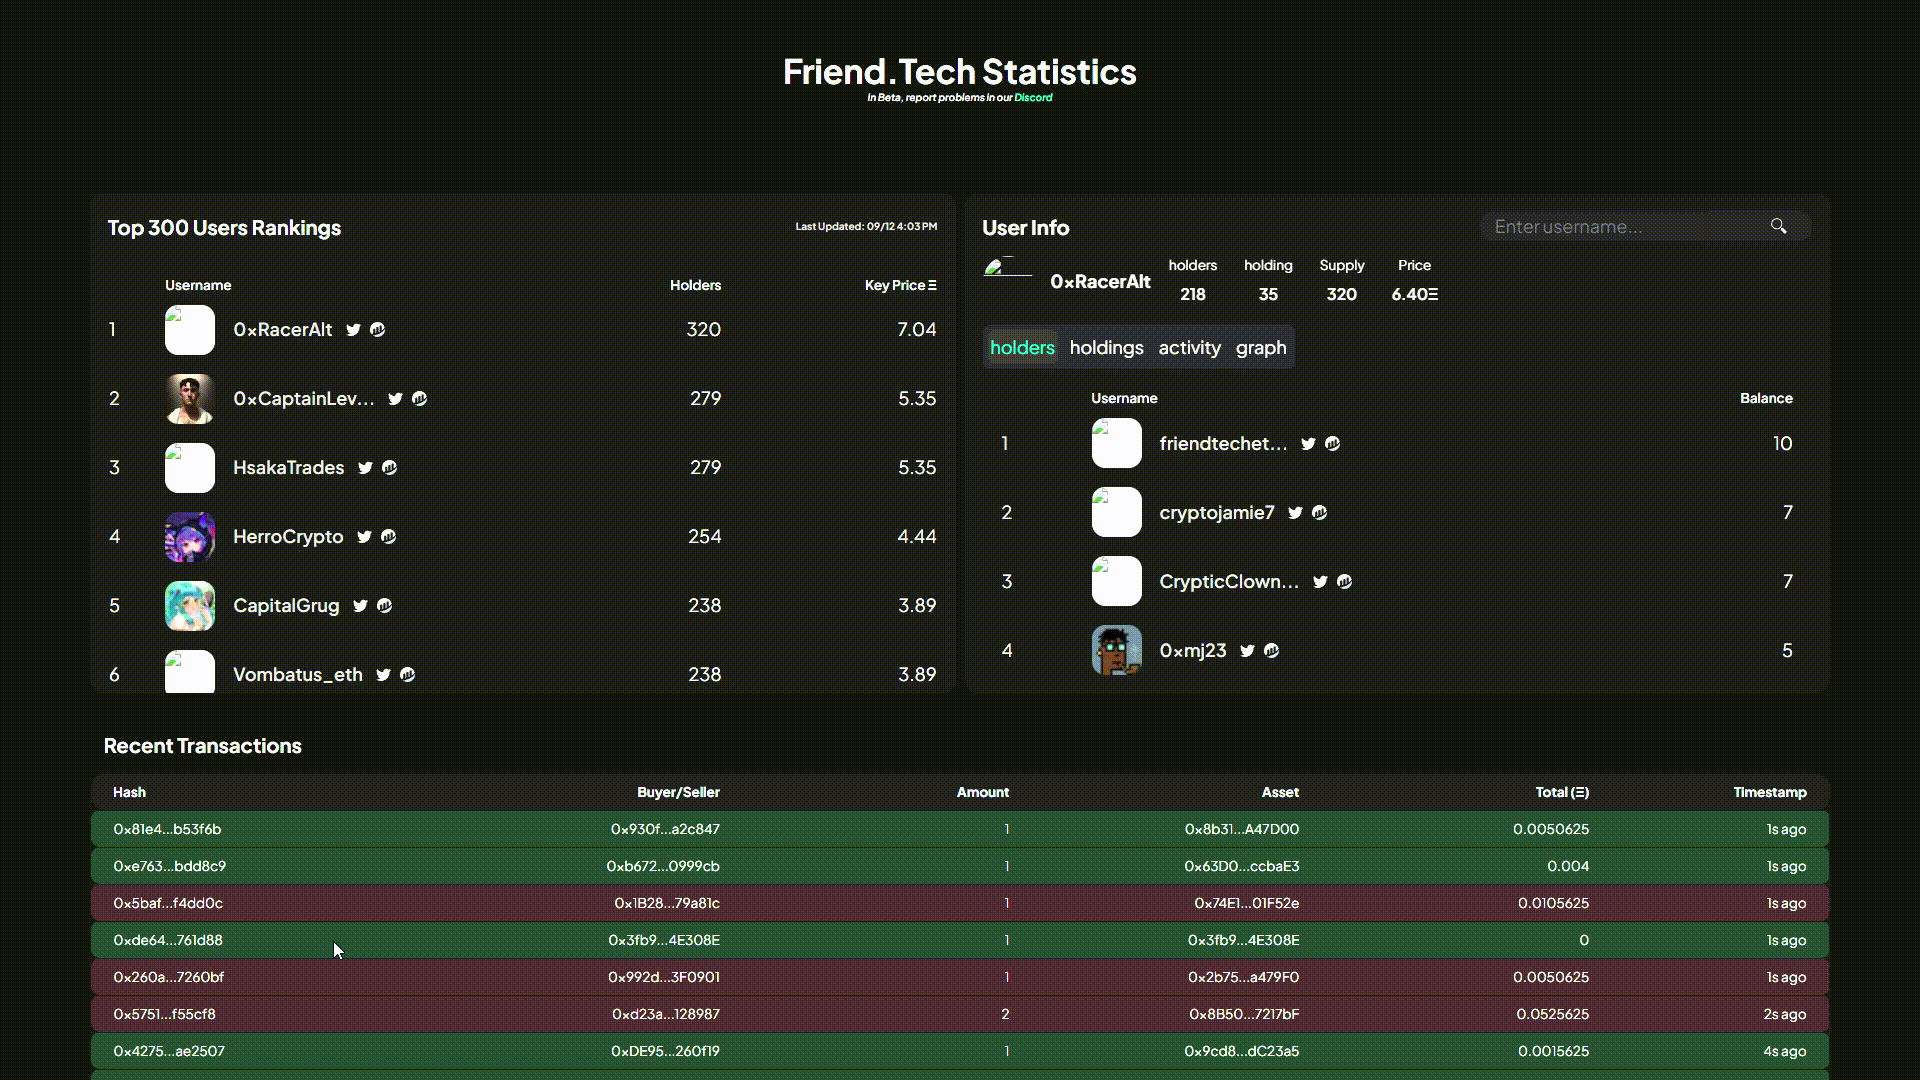 Friend.Tech Statistics
In Beta, report problems in our Discord
Top 300 Users Rankings
Last Updated: 09/12 4:03 PM
Username Holders Key Price Ξ
1 0xRacerAlt 320 7.04
2 0xCaptainLev... 279 5.35
3 HsakaTrades 279 5.35
4 HerroCrypto 254 4.44
5 CapitalGrug 238 3.89
6 Vombatus_eth 238 3.89
User Info
Enter username...
0xRacerAlt
holders holding Supply Price
218 35 320 6.40Ξ
holders holdings activity graph
Username Balance
1 friendtechet... 10
2 cryptojamie7 7
3 CrypticClown... 7
4 0xmj23 5
Recent Transactions
Hash Buyer/Seller Amount Asset Total (Ξ) Timestamp
0x81e4...b53f6b 0x930f...a2c847 1 0x8b31...A47D00 0.0050625 1s ago
0xe763...bdd8c9 0xb672...0999cb 1 0x63D0...ccbaE3 0.004 1s ago
0x5baf...f4dd0c 0x1B28...79a81c 1 0x74E1...01F52e 0.0105625 1s ago
0xde64...761d88 0x3fb9...4E308E 1 0x3fb9...4E308E 0 1s ago
0x260a...7260bf 0x992d...3F0901 1 0x2b75...a479F0 0.0050625 1s ago
0x5751...f55cf8 0xd23a...128987 2 0x8B50...7217bF 0.0525625 2s ago
0x4275...ae2507 0xDE95...260f19 1 0x9cd8...dC23a5 0.0015625 4s ago